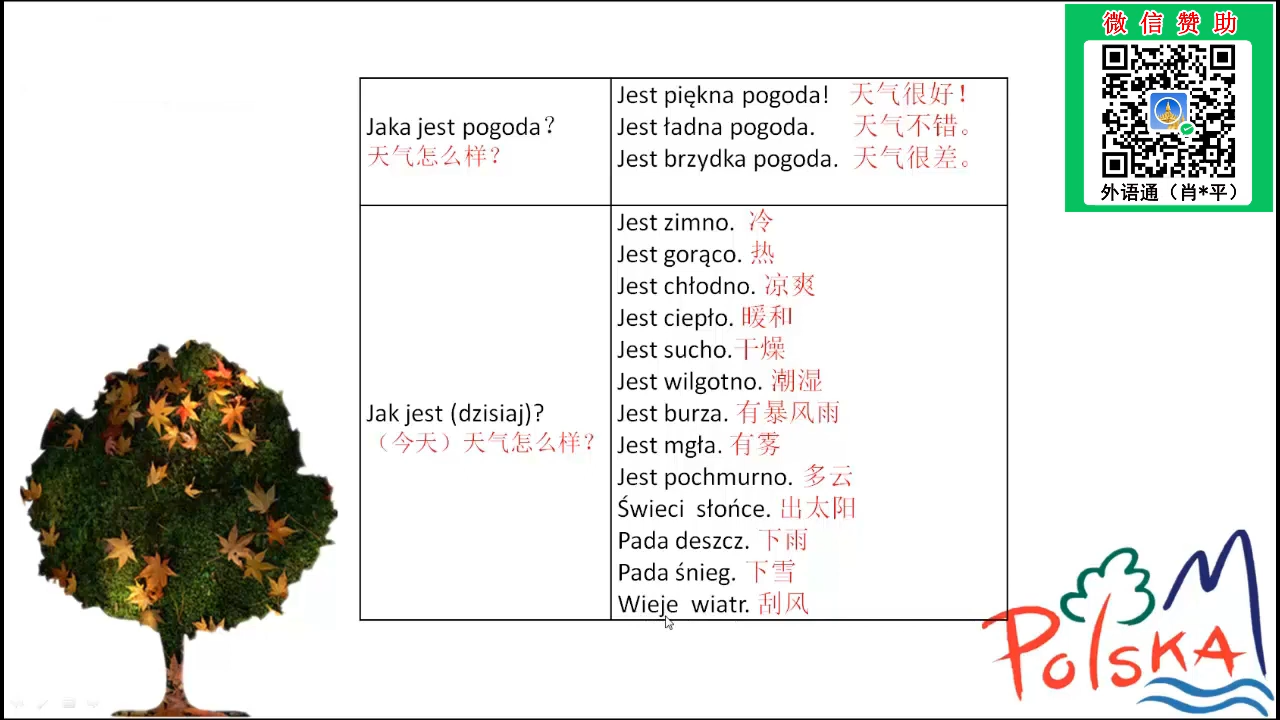 微信赞助
外语通（肖*平）
Jaka jest pogoda？
天气怎么样？
Jest piękna pogoda! 天气很好！
Jest ładna pogoda. 天气不错。
Jest brzydka pogoda. 天气很差。
Jak jest (dzisiaj)?
（今天）天气怎么样？
Jest zimno. 冷
Jest gorąco. 热
Jest chłodno. 凉爽
Jest ciepło. 暖和
Jest sucho.干燥
Jest wilgotno. 潮湿
Jest burza. 有暴风雨
Jest mgła. 有雾
Jest pochmurno. 多云
Świeci słońce. 出太阳
Pada deszcz. 下雨
Pada śnieg. 下雪
Wieje wiatr. 刮风
POLSKA